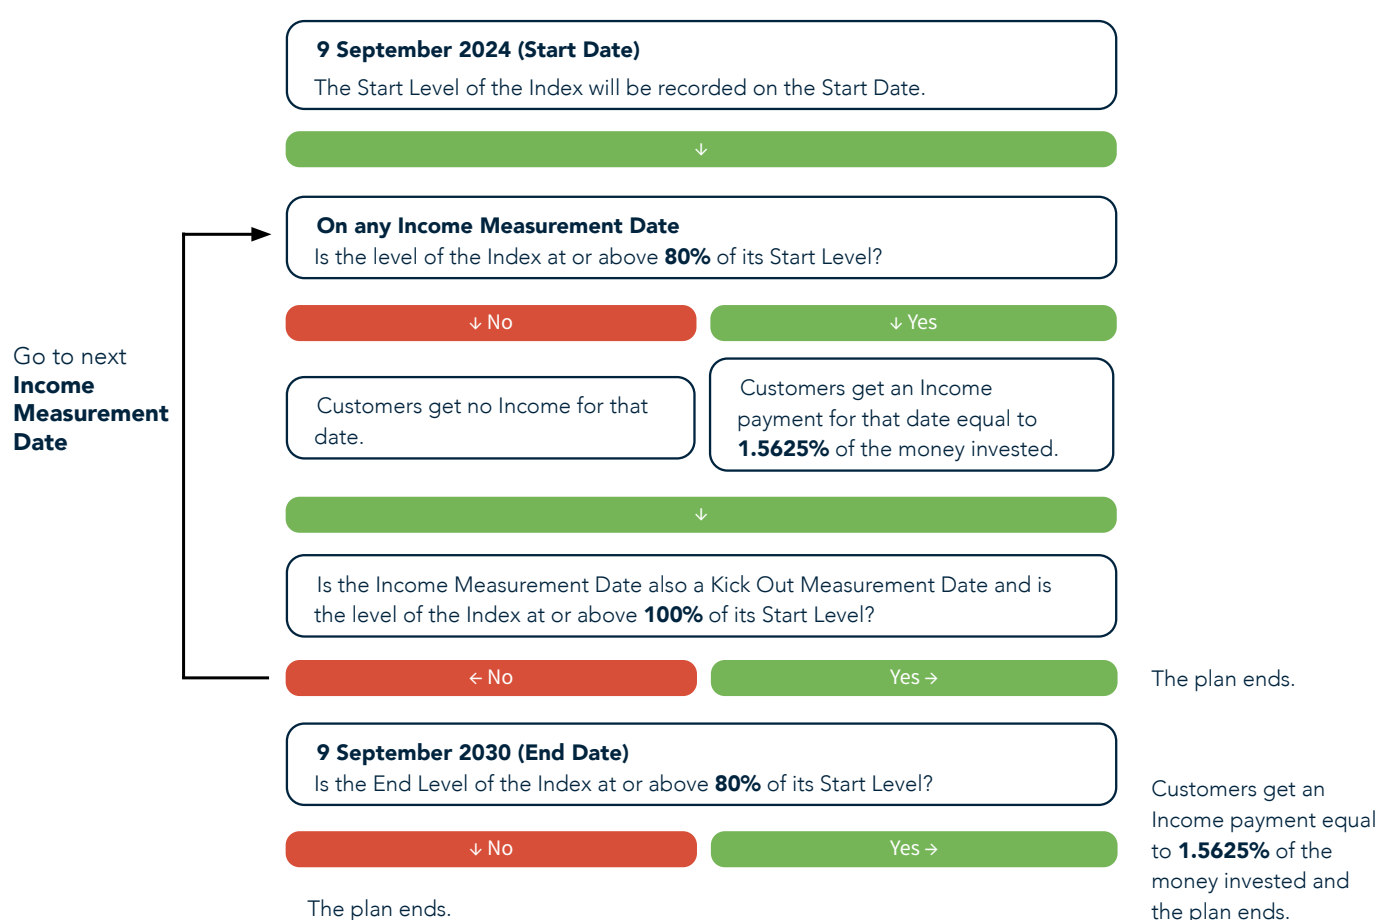 9 September 2024 (Start Date)
The Start Level of the Index will be recorded on the Start Date.
↓
On any Income Measurement Date
Is the level of the Index at or above 80% of its Start Level?
↓ No
↓ Yes
Go to next
Income
Measurement
Date
Customers get no Income for that
date.
Customers get an Income
payment for that date equal to
1.5625% of the money invested.
↓
Is the Income Measurement Date also a Kick Out Measurement Date and is
the level of the Index at or above 100% of its Start Level?
← No
Yes →
The plan ends.
9 September 2030 (End Date)
Is the End Level of the Index at or above 80% of its Start Level?
↓ No
Yes →
Customers get an
Income payment equal
to 1.5625% of the
money invested and
the plan ends.
The plan ends.